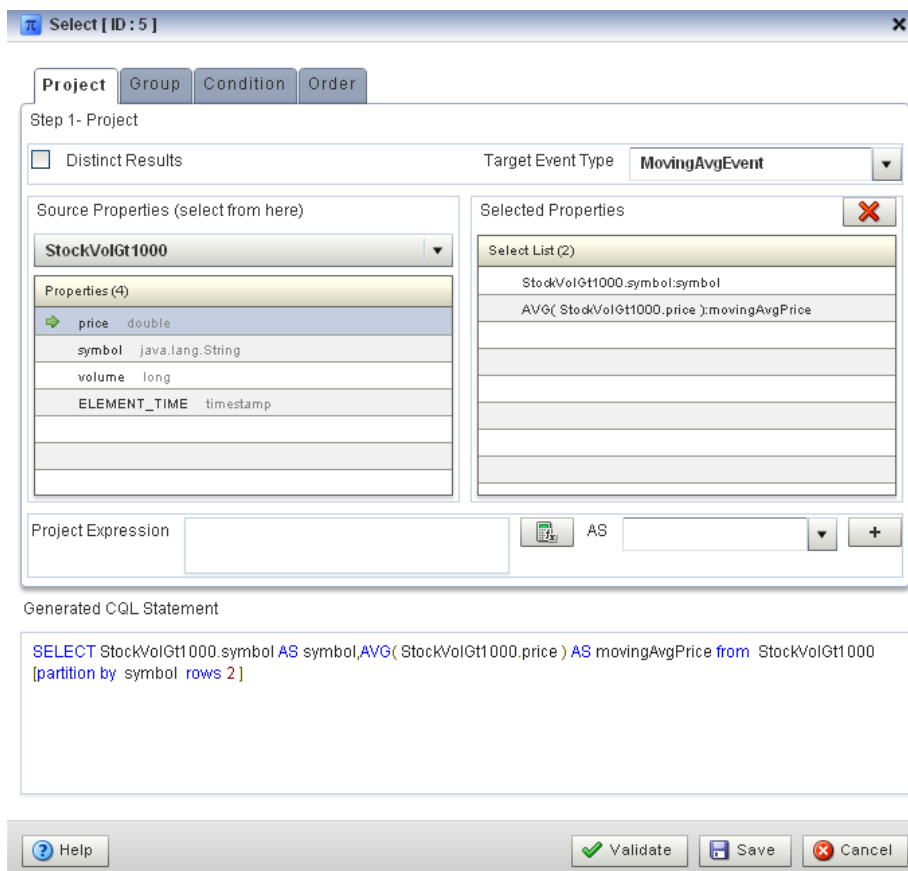 π Select [ ID : 5 ]
Project Group Condition Order
Step 1- Project
Distinct Results Target Event Type MovingAvgEvent
Source Properties (select from here) Selected Properties
StockVolGt1000
Select List (2)
Properties (4)
StockVolGt1000.symbol:symbol
price double
AVG( StockVolGt1000.price ):movingAvgPrice
symbol java.lang.String
volume long
ELEMENT_TIME timestamp
Project Expression fx AS +
Generated CQL Statement
SELECT StockVolGt1000.symbol AS symbol,AVG( StockVolGt1000.price ) AS movingAvgPrice from StockVolGt1000
[partition by symbol rows 2 ]
? Help Validate Save Cancel